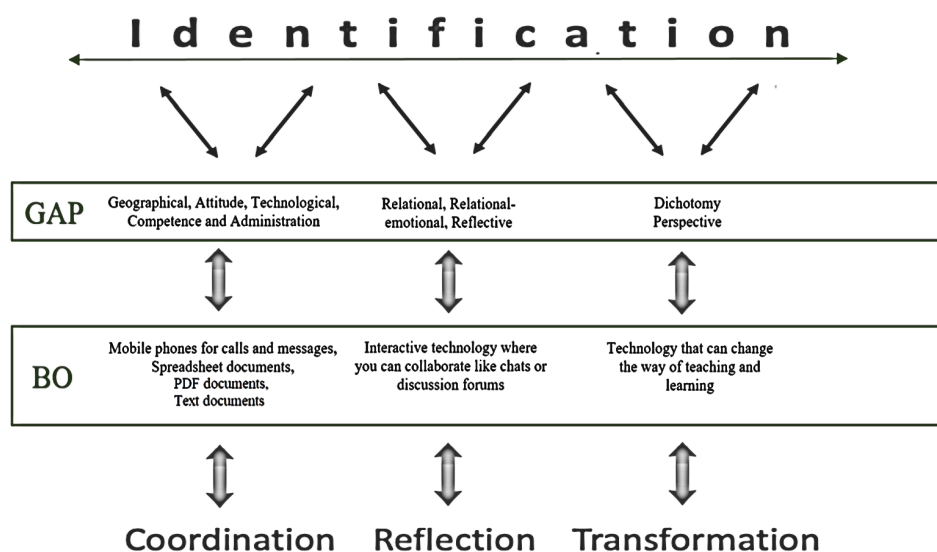 Identification
GAP
Geographical, Attitude, Technological,
Competence and Administration
Relational, Relational-
emotional, Reflective
Dichotomy
Perspective
BO
Mobile phones for calls and messages,
Spreadsheet documents,
PDF documents,
Text documents
Interactive technology where
you can collaborate like chats or
discussion forums
Technology that can change
the way of teaching and
learning
Coordination
Reflection
Transformation